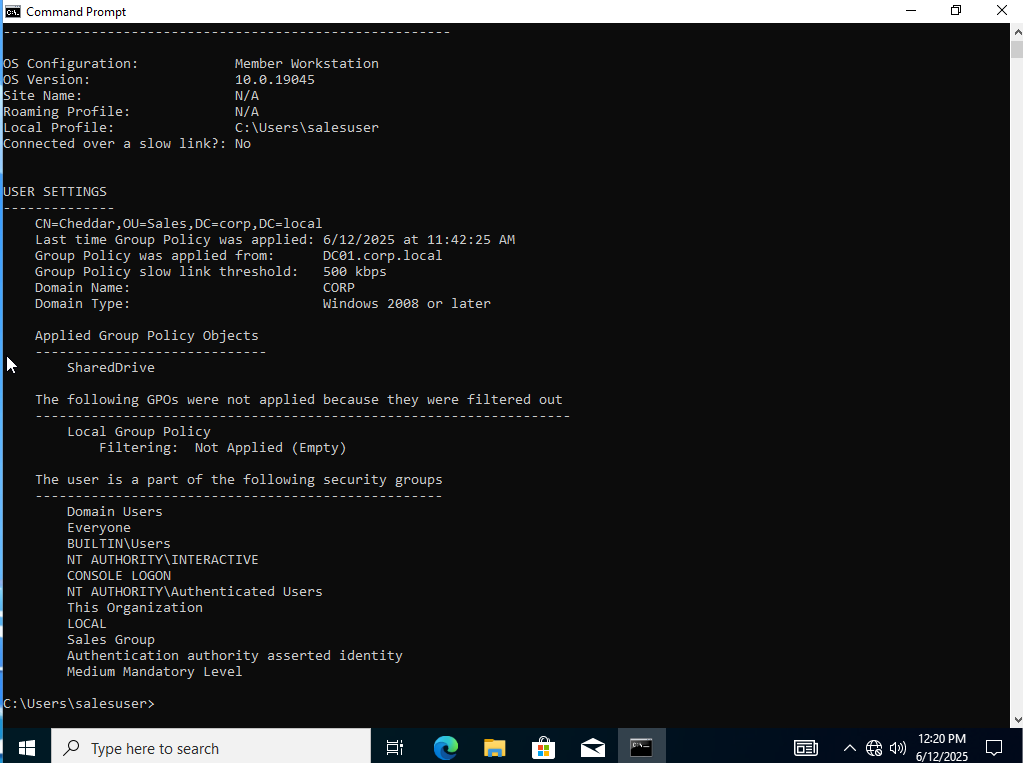 Command Prompt
--------------------------------------------------------
OS Configuration:            Member Workstation
OS Version:                  10.0.19045
Site Name:                   N/A
Roaming Profile:             N/A
Local Profile:               C:\Users\salesuser
Connected over a slow link?: No
USER SETTINGS
--------------
    CN=Cheddar,OU=Sales,DC=corp,DC=local
    Last time Group Policy was applied: 6/12/2025 at 11:42:25 AM
    Group Policy was applied from:      DC01.corp.local
    Group Policy slow link threshold:   500 kbps
    Domain Name:                        CORP
    Domain Type:                        Windows 2008 or later
    Applied Group Policy Objects
    -----------------------------
        SharedDrive
    The following GPOs were not applied because they were filtered out
    -------------------------------------------------------------------
        Local Group Policy
            Filtering:  Not Applied (Empty)
    The user is a part of the following security groups
    ---------------------------------------------------
        Domain Users
        Everyone
        BUILTIN\Users
        NT AUTHORITY\INTERACTIVE
        CONSOLE LOGON
        NT AUTHORITY\Authenticated Users
        This Organization
        LOCAL
        Sales Group
        Authentication authority asserted identity
        Medium Mandatory Level
C:\Users\salesuser>
Type here to search
12:20 PM
6/12/2025